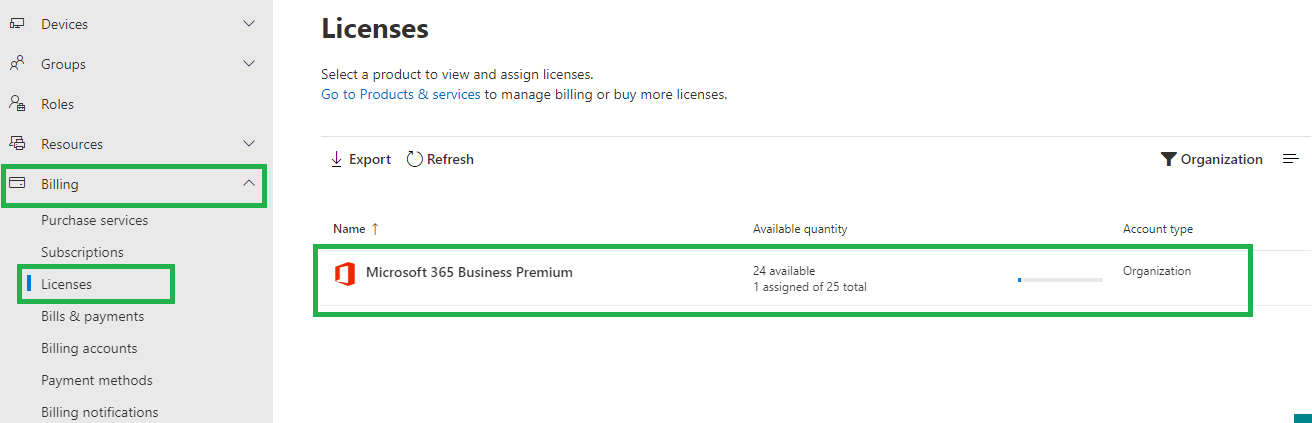 Devices
Groups
Roles
Resources
Billing
Purchase services
Subscriptions
Licenses
Bills & payments
Billing accounts
Payment methods
Billing notifications
Licenses
Select a product to view and assign licenses.
Go to Products & services to manage billing or buy more licenses.
Export Refresh Organization
Name ↑ Available quantity Account type
Microsoft 365 Business Premium 24 available Organization
1 assigned of 25 total